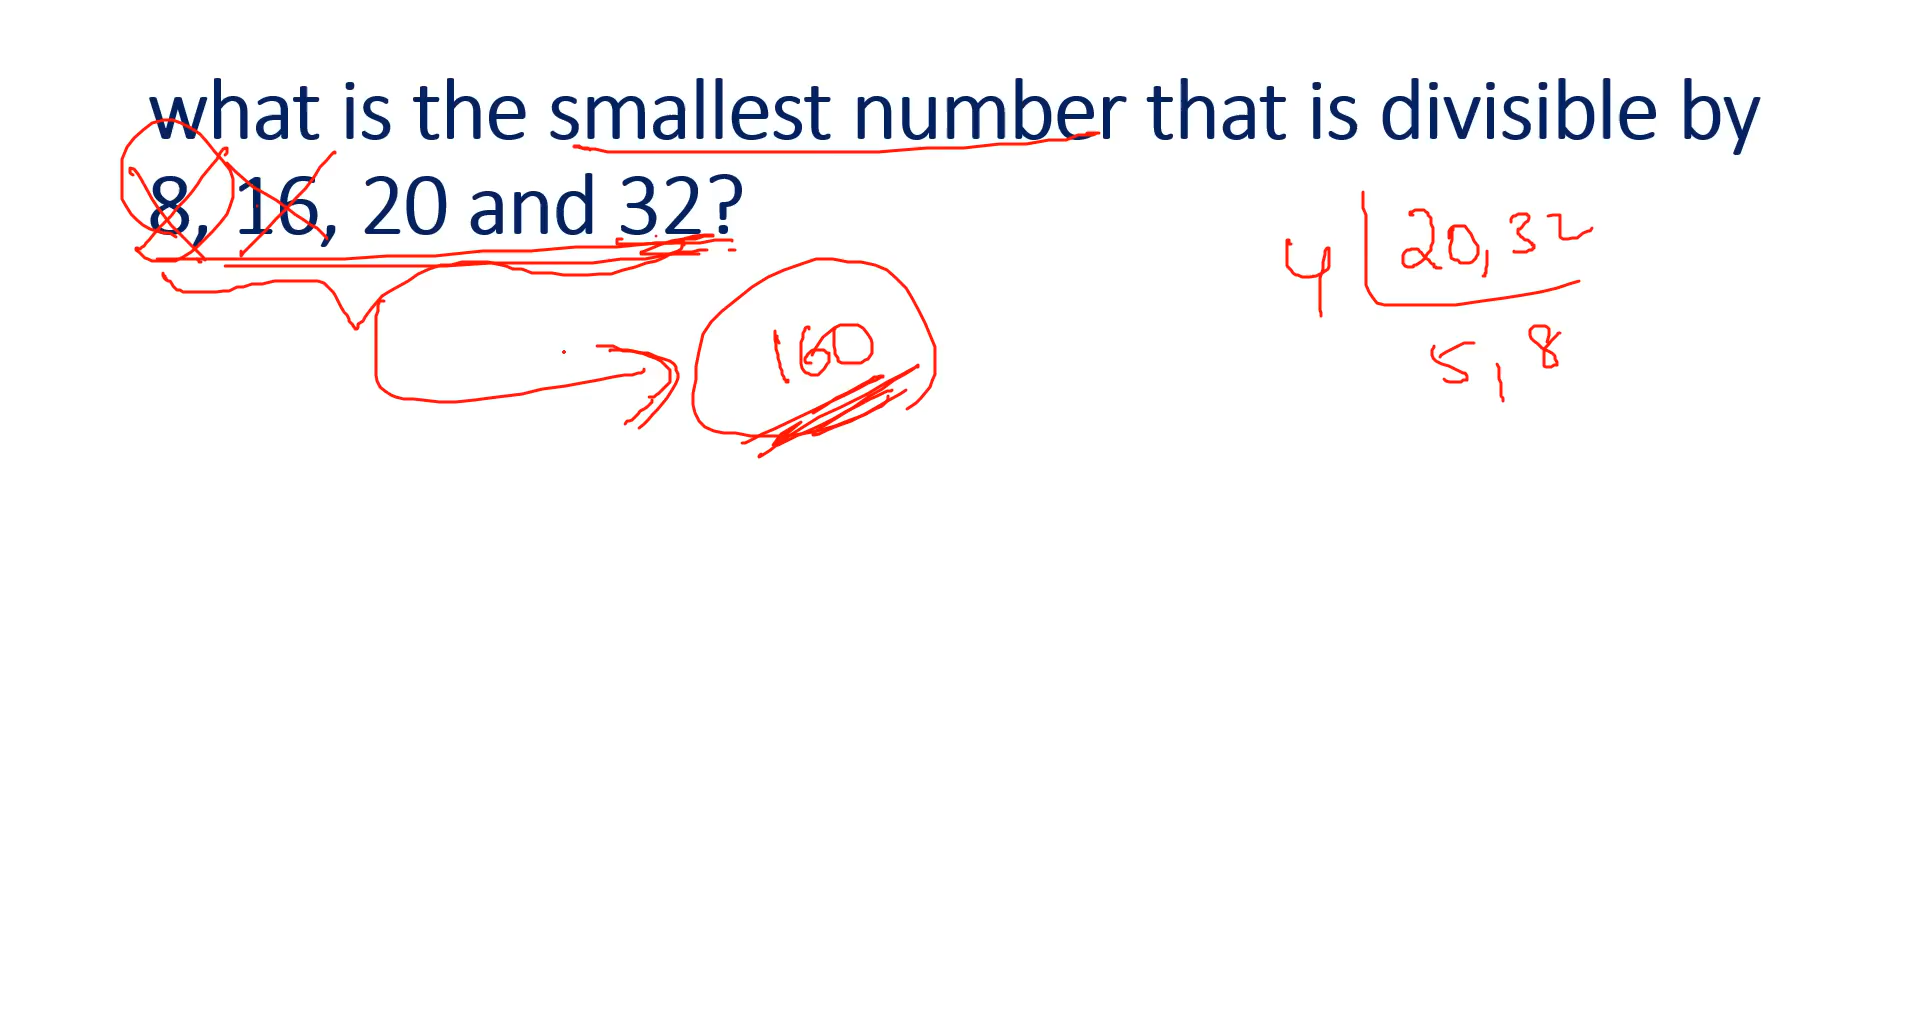 what is the smallest number that is divisible by
8, 16, 20 and 32?
4 20, 32
160
5, 8